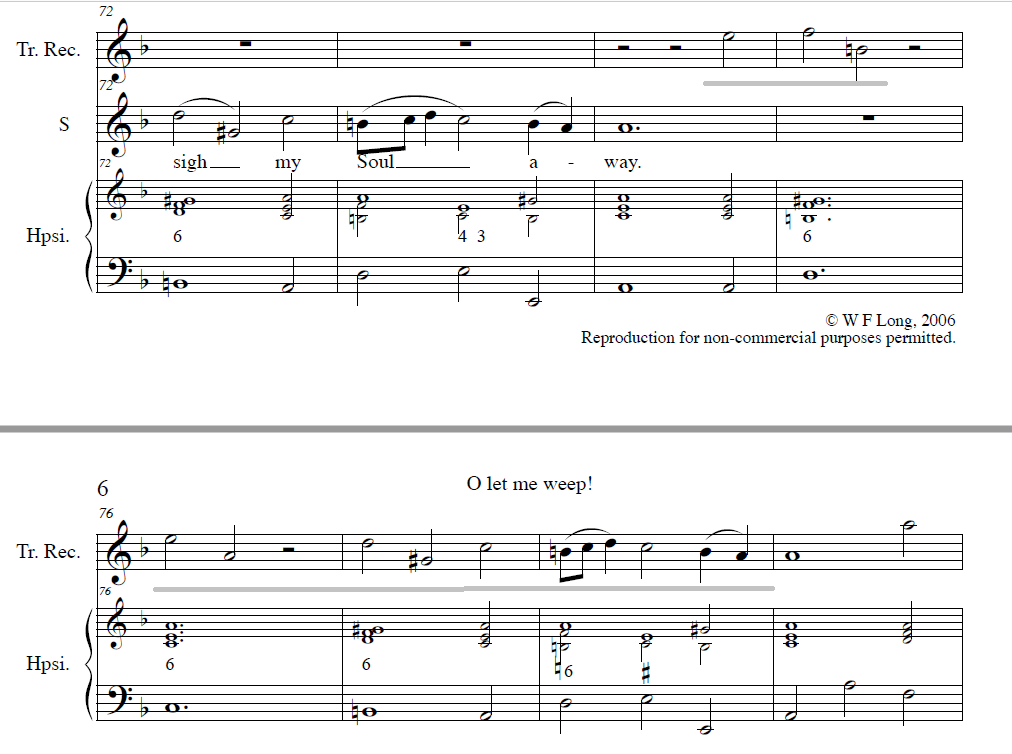 72
Tr. Rec.
72
S
sigh my Soul a - way.
72
Hpsi.
6 4 3 6
© W F Long, 2006
Reproduction for non-commercial purposes permitted.
6 O let me weep!
76
Tr. Rec.
76
Hpsi.
6 6 ♮6 ♯